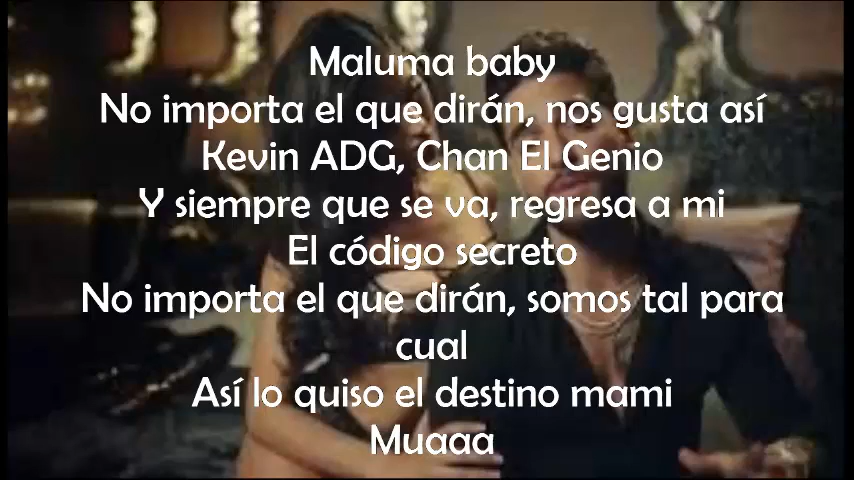 Maluma baby
No importa el que dirán, nos gusta así
Kevin ADG, Chan El Genio
Y siempre que se va, regresa a mi
El código secreto
No importa el que dirán, somos tal para
cual
Así lo quiso el destino mami
Muaaa